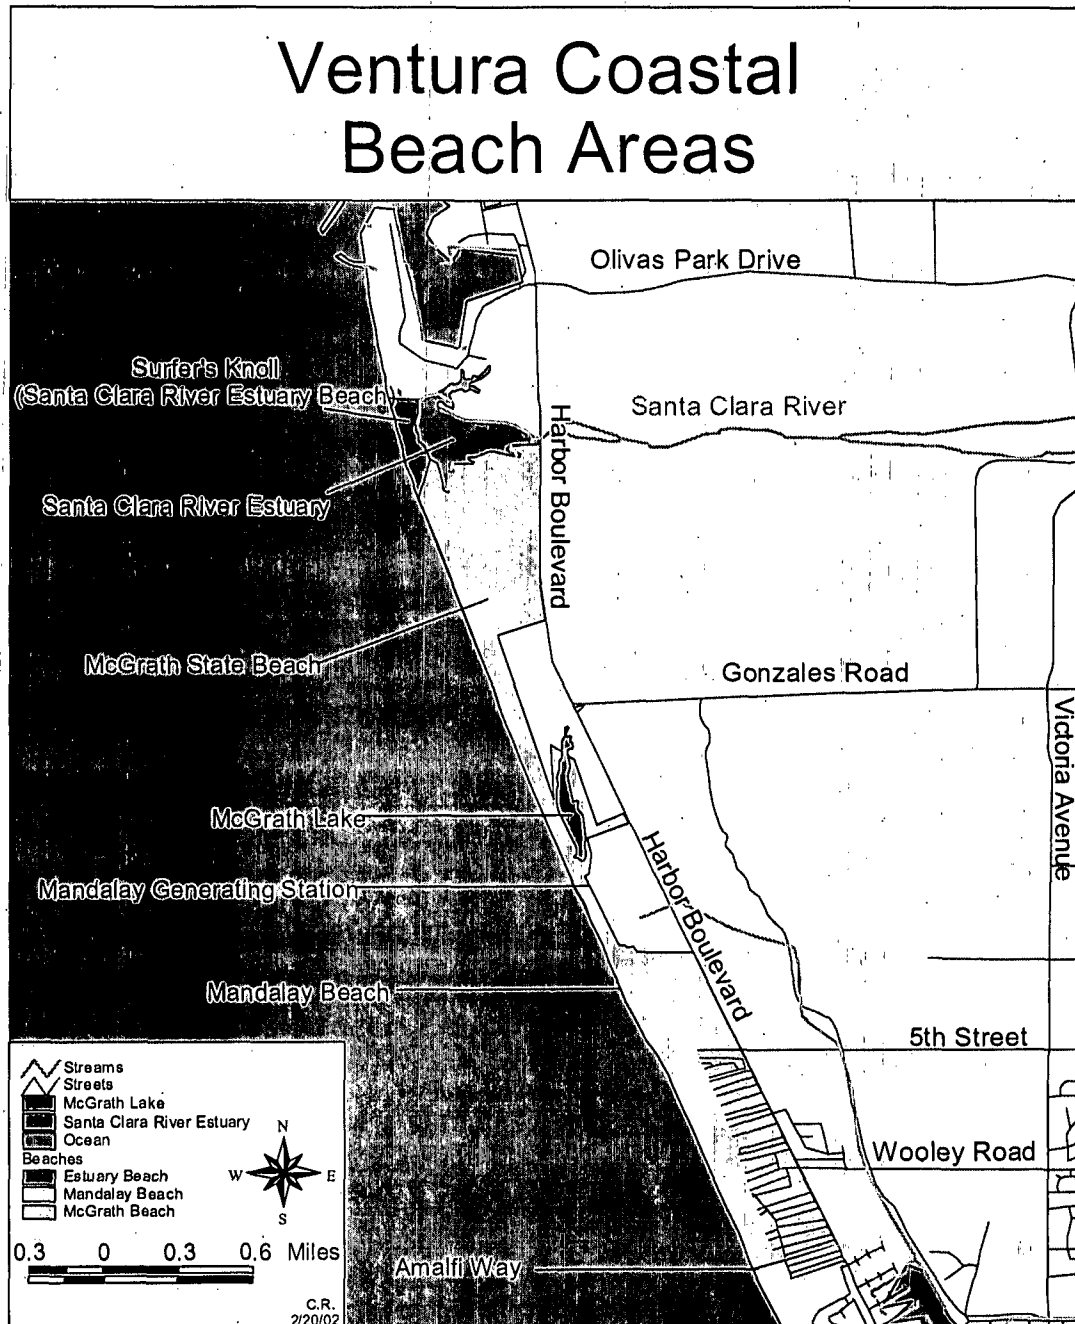 Ventura Coastal
Beach Areas
Olivas Park Drive
Surfer's Knoll
(Santa Clara River Estuary Beach
Santa Clara River
Harbor Boulevard
Santa Clara River Estuary
McGrath State Beach
Gonzales Road
Victoria Avenue
McGrath Lake
Harbor Boulevard
Mandalay Generating Station
Mandalay Beach
5th Street
Wooley Road
Amalfi Way
Streams
Streets
McGrath Lake
Santa Clara River Estuary
Ocean
Beaches
Estuary Beach
Mandalay Beach
McGrath Beach
N
W E
S
0.3 0 0.3 0.6 Miles
C.R.
2/20/02